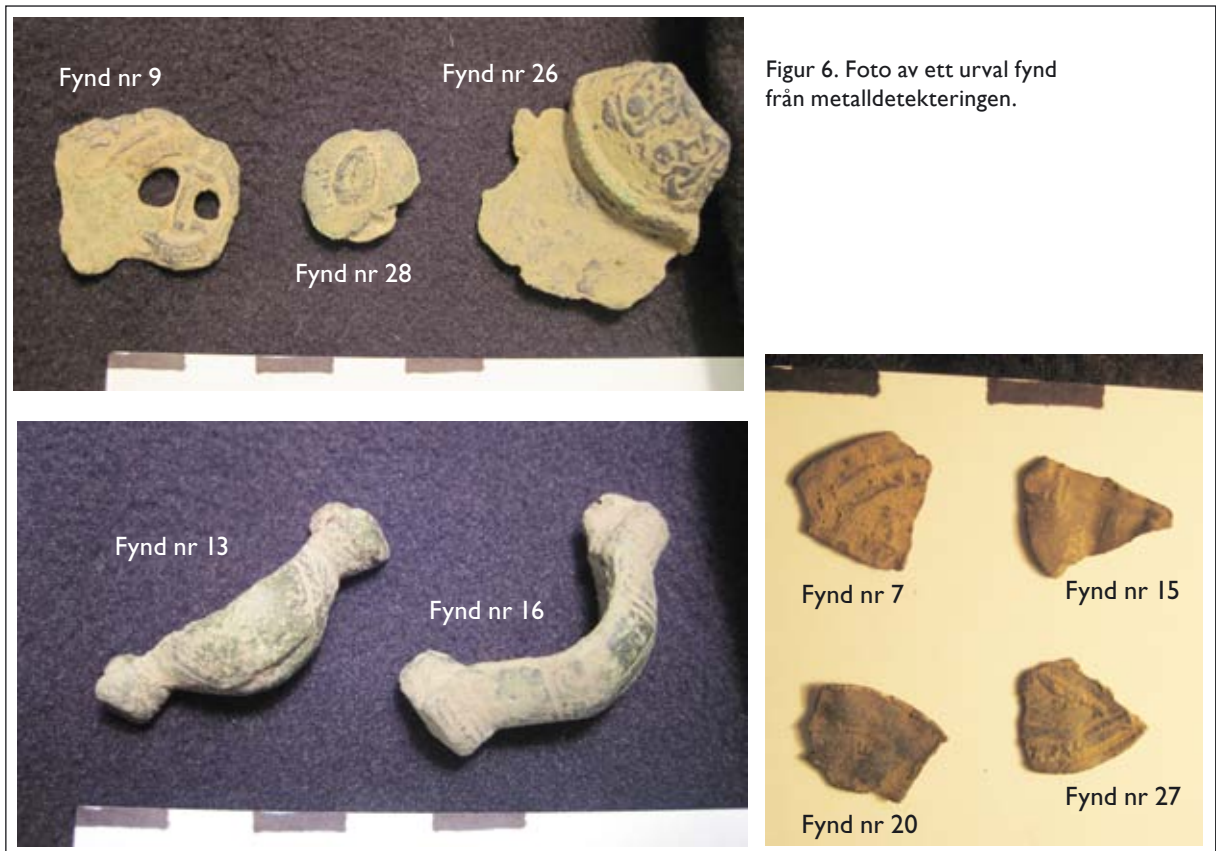 Fynd nr 9
Fynd nr 26
Fynd nr 28
Figur 6. Foto av ett urval fynd
från metalldetekteringen.
Fynd nr 13
Fynd nr 16
Fynd nr 7
Fynd nr 15
Fynd nr 20
Fynd nr 27